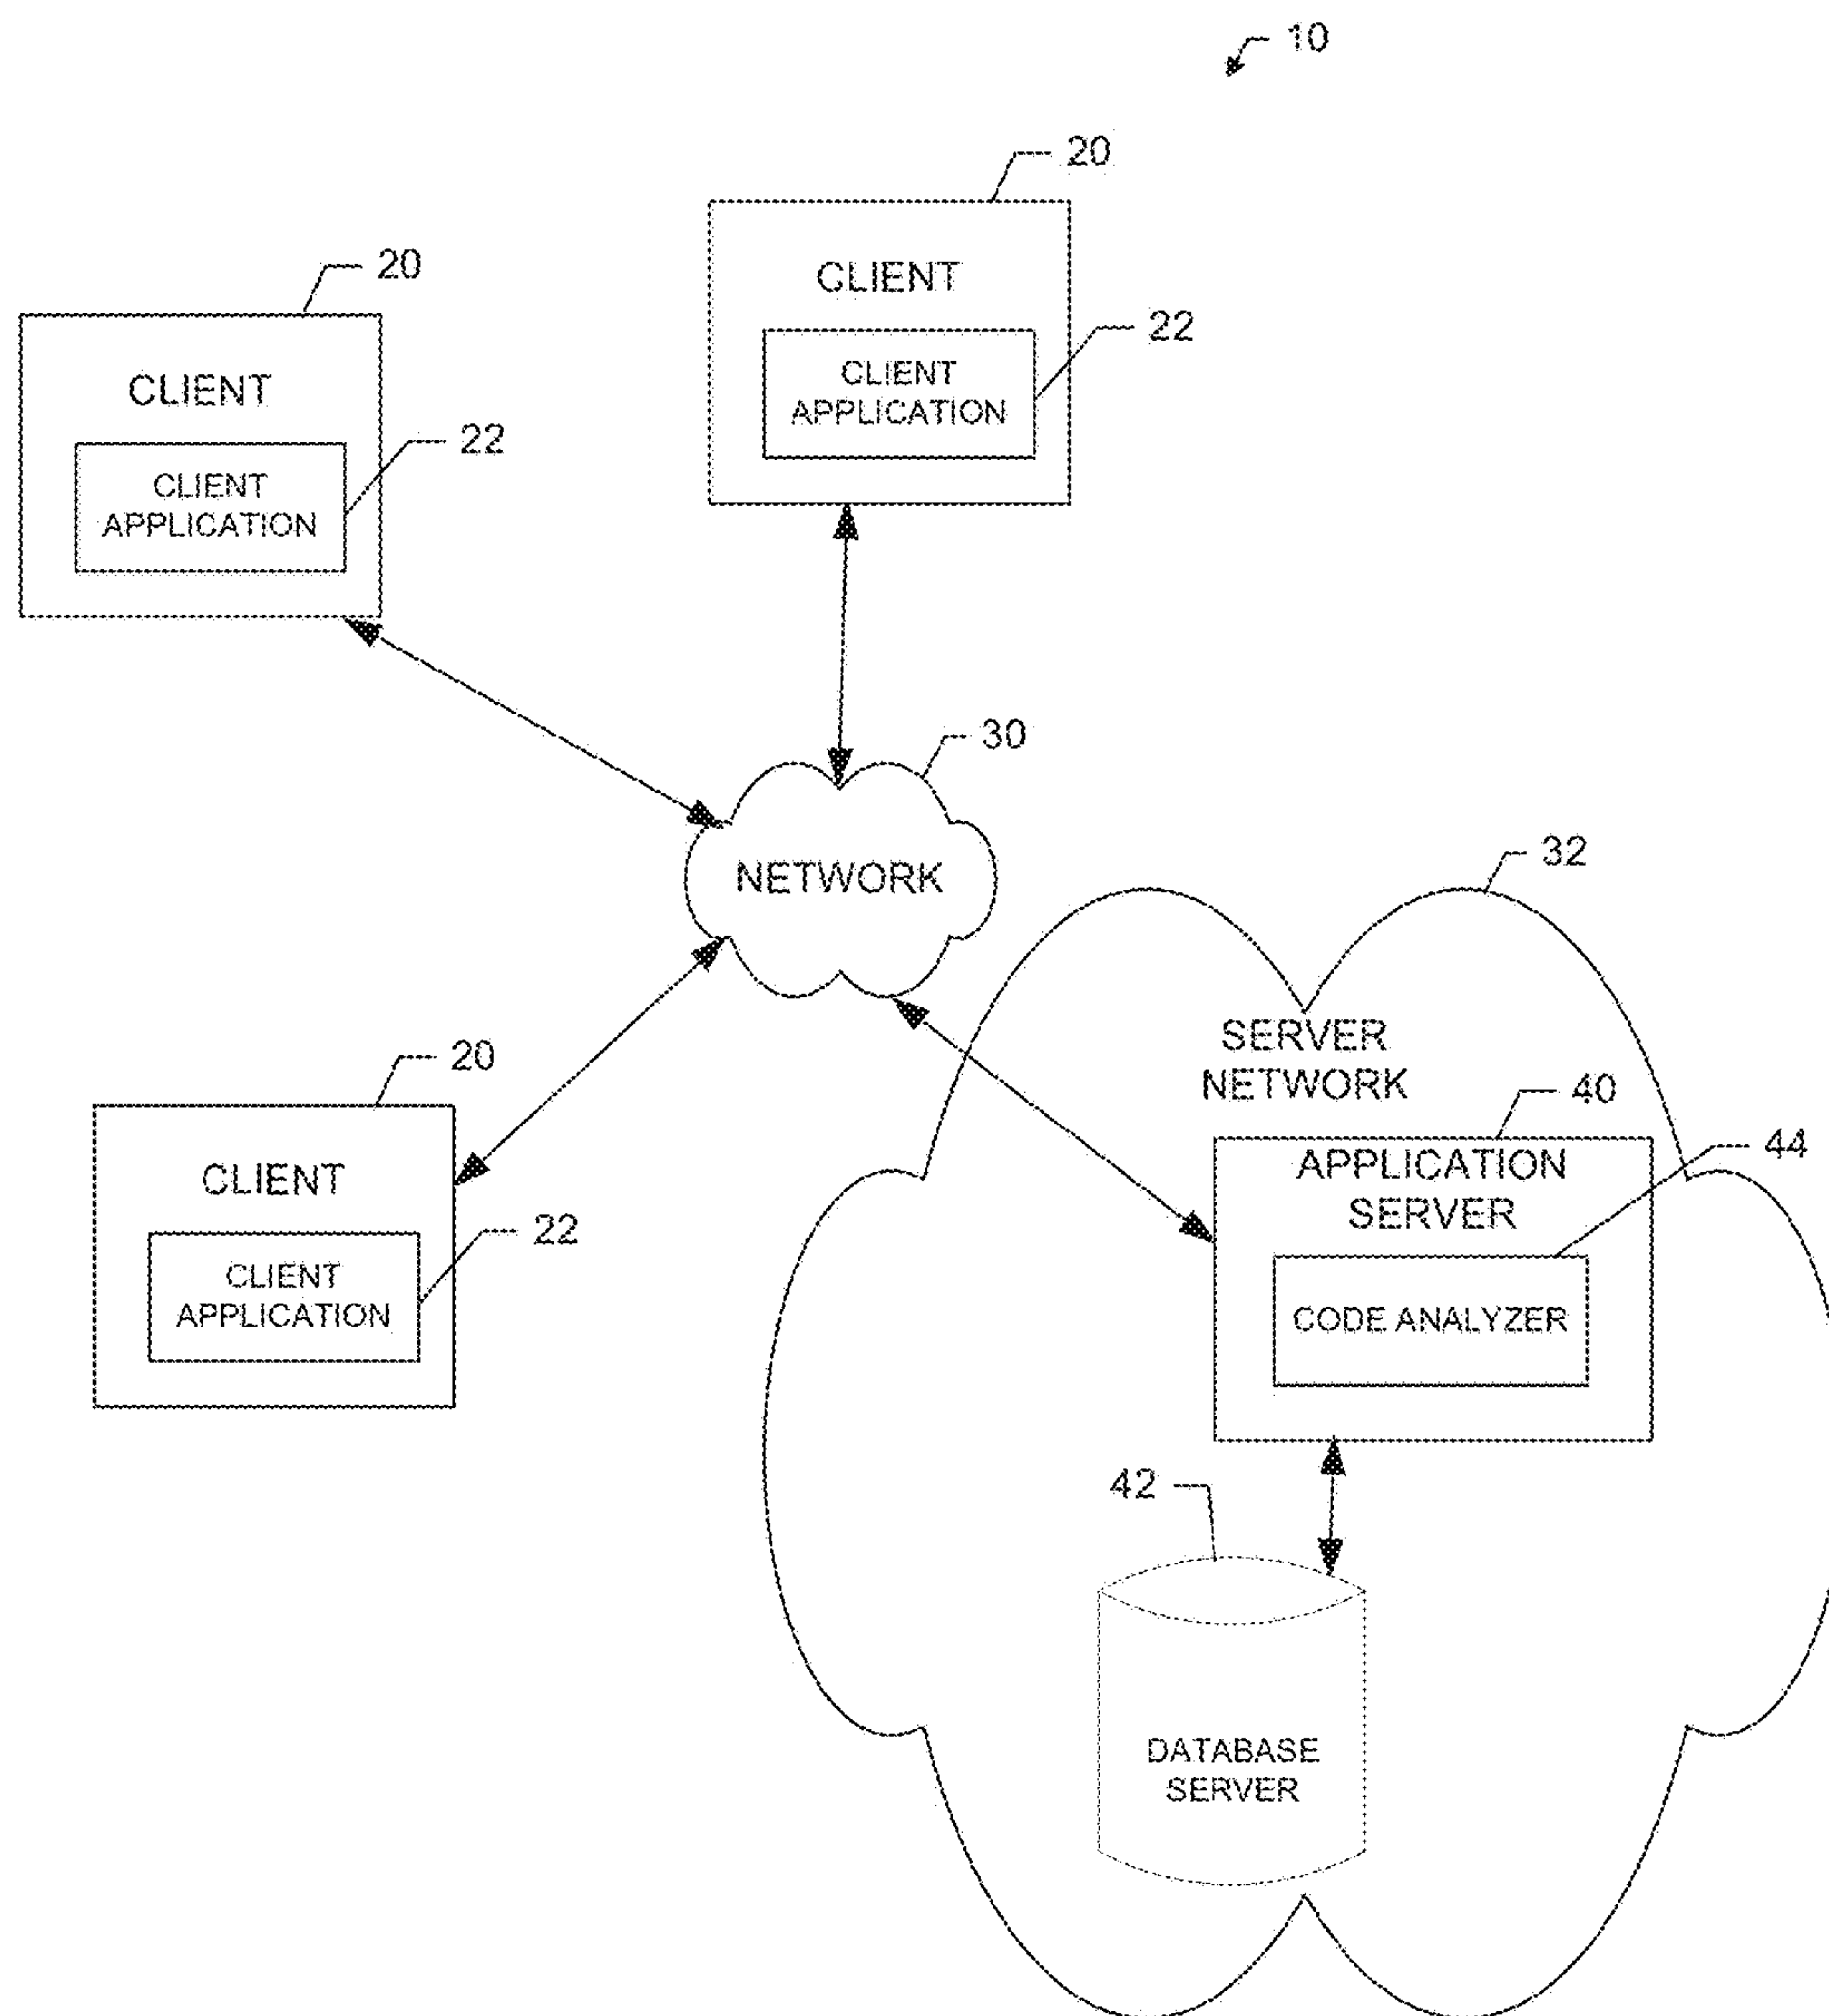 10
20
CLIENT
22
CLIENT
APPLICATION
20
CLIENT
22
CLIENT
APPLICATION
30
NETWORK
32
SERVER
NETWORK
20
CLIENT
22
CLIENT
APPLICATION
40
APPLICATION
SERVER
44
CODE ANALYZER
42
DATABASE
SERVER